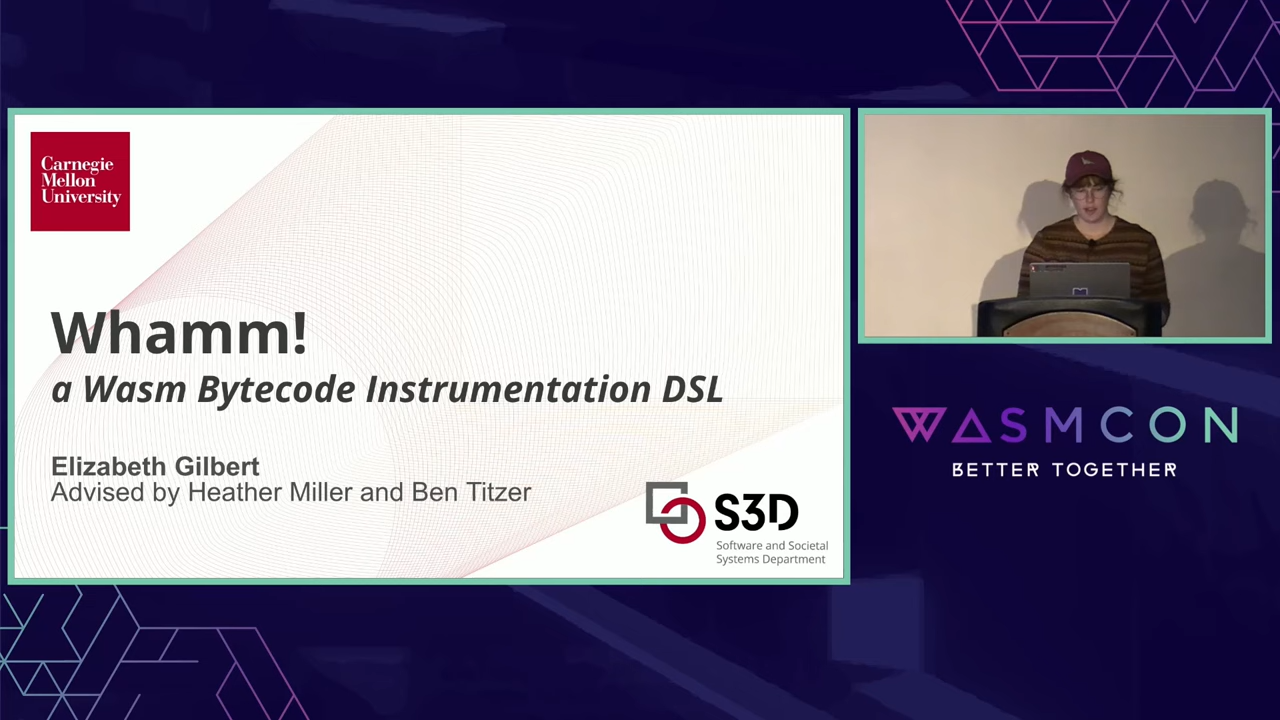 Carnegie
Mellon
University
Whamm!
a Wasm Bytecode Instrumentation DSL
Elizabeth Gilbert
Advised by Heather Miller and Ben Titzer
S3D
Software and Societal
Systems Department
WASMCON
BETTER TOGETHER